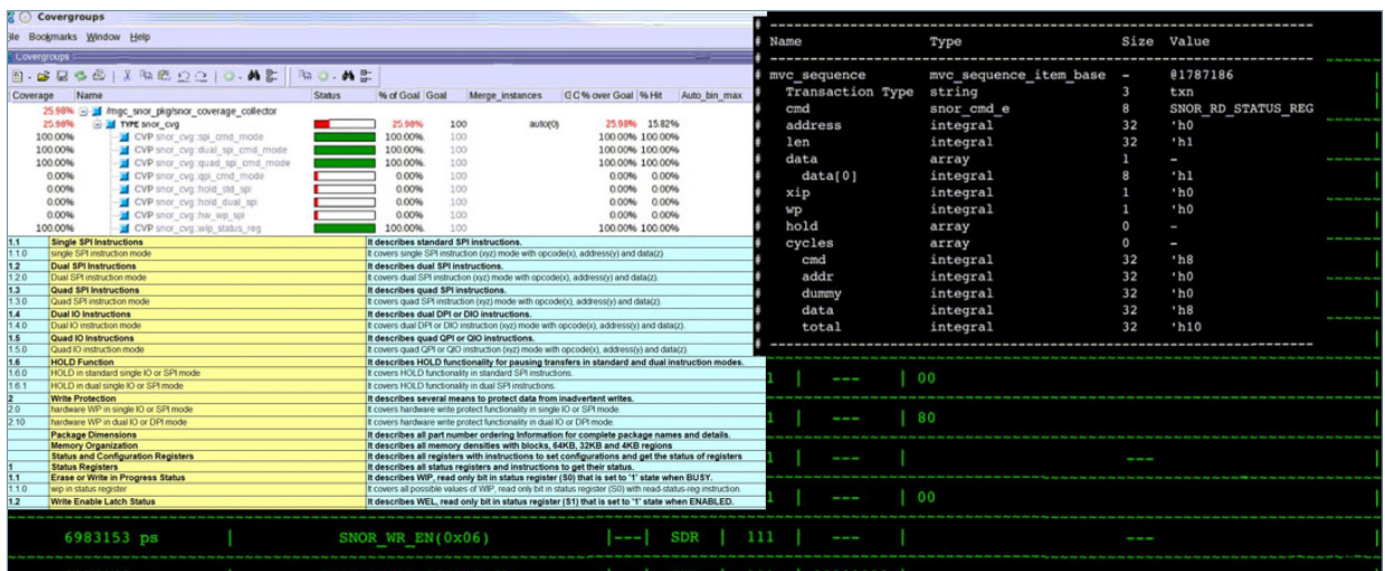 Covergroups
File Bookmarks Window Help
Covergroups
Coverage Name Status % of Goal Goal Merge_instances % over Goal % Hit Auto_bin_max
25.98% /mgc_snor_pkg/snor_coverage_collector
25.98% TYPE snor_cvg 25.98% 100 auto(0) 25.98% 15.82%
100.00% CVP snor_cvg::spi_cmd_mode 100.00% 100 100.00% 100.00%
100.00% CVP snor_cvg::dual_spi_cmd_mode 100.00% 100 100.00% 100.00%
100.00% CVP snor_cvg::quad_spi_cmd_mode 100.00% 100 100.00% 100.00%
0.00% CVP snor_cvg::qpi_cmd_mode 0.00% 100 0.00% 0.00%
0.00% CVP snor_cvg::hold_std_spi 0.00% 100 0.00% 0.00%
0.00% CVP snor_cvg::hold_dual_spi 0.00% 100 0.00% 0.00%
0.00% CVP snor_cvg::hw_wp_spi 0.00% 100 0.00% 0.00%
100.00% CVP snor_cvg::wip_status_reg 100.00% 100 100.00% 100.00%
1.1 Single SPI Instructions It describes standard SPI instructions.
1.1.0 single SPI instruction mode It covers single SPI instruction (xyz) mode with opcode(x), address(y) and data(z).
1.2 Dual SPI Instructions It describes dual SPI instructions.
1.2.0 Dual SPI instruction mode It covers dual SPI instruction (xyz) mode with opcode(x), address(y) and data(z).
1.3 Quad SPI Instructions It describes quad SPI instructions.
1.3.0 Quad SPI instruction mode It covers quad SPI instruction (xyz) mode with opcode(x), address(y) and data(z).
1.4 Dual IO Instructions It describes dual DPI or DIO instructions.
1.4.0 Dual IO instruction mode It covers dual DPI or DIO instruction (xyz) mode with opcode(x), address(y) and data(z).
1.5 Quad IO Instructions It describes quad QPI or QIO instructions.
1.5.0 Quad IO instruction mode It covers quad QPI or QIO instruction (xyz) mode with opcode(x), address(y) and data(z).
1.6 HOLD Function It describes HOLD functionality for pausing transfers in standard and dual instruction modes.
1.6.0 HOLD in standard single IO or SPI mode It covers HOLD functionality in standard SPI instructions.
1.6.1 HOLD in dual single IO or SPI mode It covers HOLD functionality in dual SPI instructions.
2 Write Protection It describes several means to protect data from inadvertent writes.
2.0 hardware WP in single IO or SPI mode It covers hardware write protect functionality in single IO or SPI mode.
2.10 hardware WP in dual IO or DPI mode It covers hardware write protect functionality in dual IO or DPI mode.
Package Dimensions It describes all part number ordering Information for complete package names and details.
Memory Organization It describes all memory densities with blocks, 64KB, 32KB and 4KB regions
Status and Configuration Registers It describes all registers with instructions to set configurations and get the status of registers
1 Status Registers It describes all status registers and instructions to get their status.
1.1 Erase or Write in Progress Status It describes WIP, read only bit in status register (S0) that is set to '1' state when BUSY.
1.1.0 wip in status register It covers all possible values of WIP, read only bit in status register (S0) with read-status-reg instruction.
1.2 Write Enable Latch Status It describes WEL, read only bit in status register (S1) that is set to '1' state when ENABLED.
# Name Type Size Value
# mvc_sequence mvc_sequence_item_base - @1787186
# Transaction Type string 3 txn
# cmd snor_cmd_e 8 SNOR_RD_STATUS_REG
# address integral 32 'h0
# len integral 32 'h1
# data array 1 -
# data[0] integral 8 'h1
# xip integral 1 'h0
# wp integral 1 'h0
# hold array 0 -
# cycles array 0 -
# cmd integral 32 'h8
# addr integral 32 'h0
# dummy integral 32 'h0
# data integral 32 'h8
# total integral 32 'h10
1 | --- | 00
1 | --- | 80
1 | --- | ---
1 | --- | 00
6983153 ps | SNOR_WR_EN(0x06) |---| SDR | 111 | --- | ---